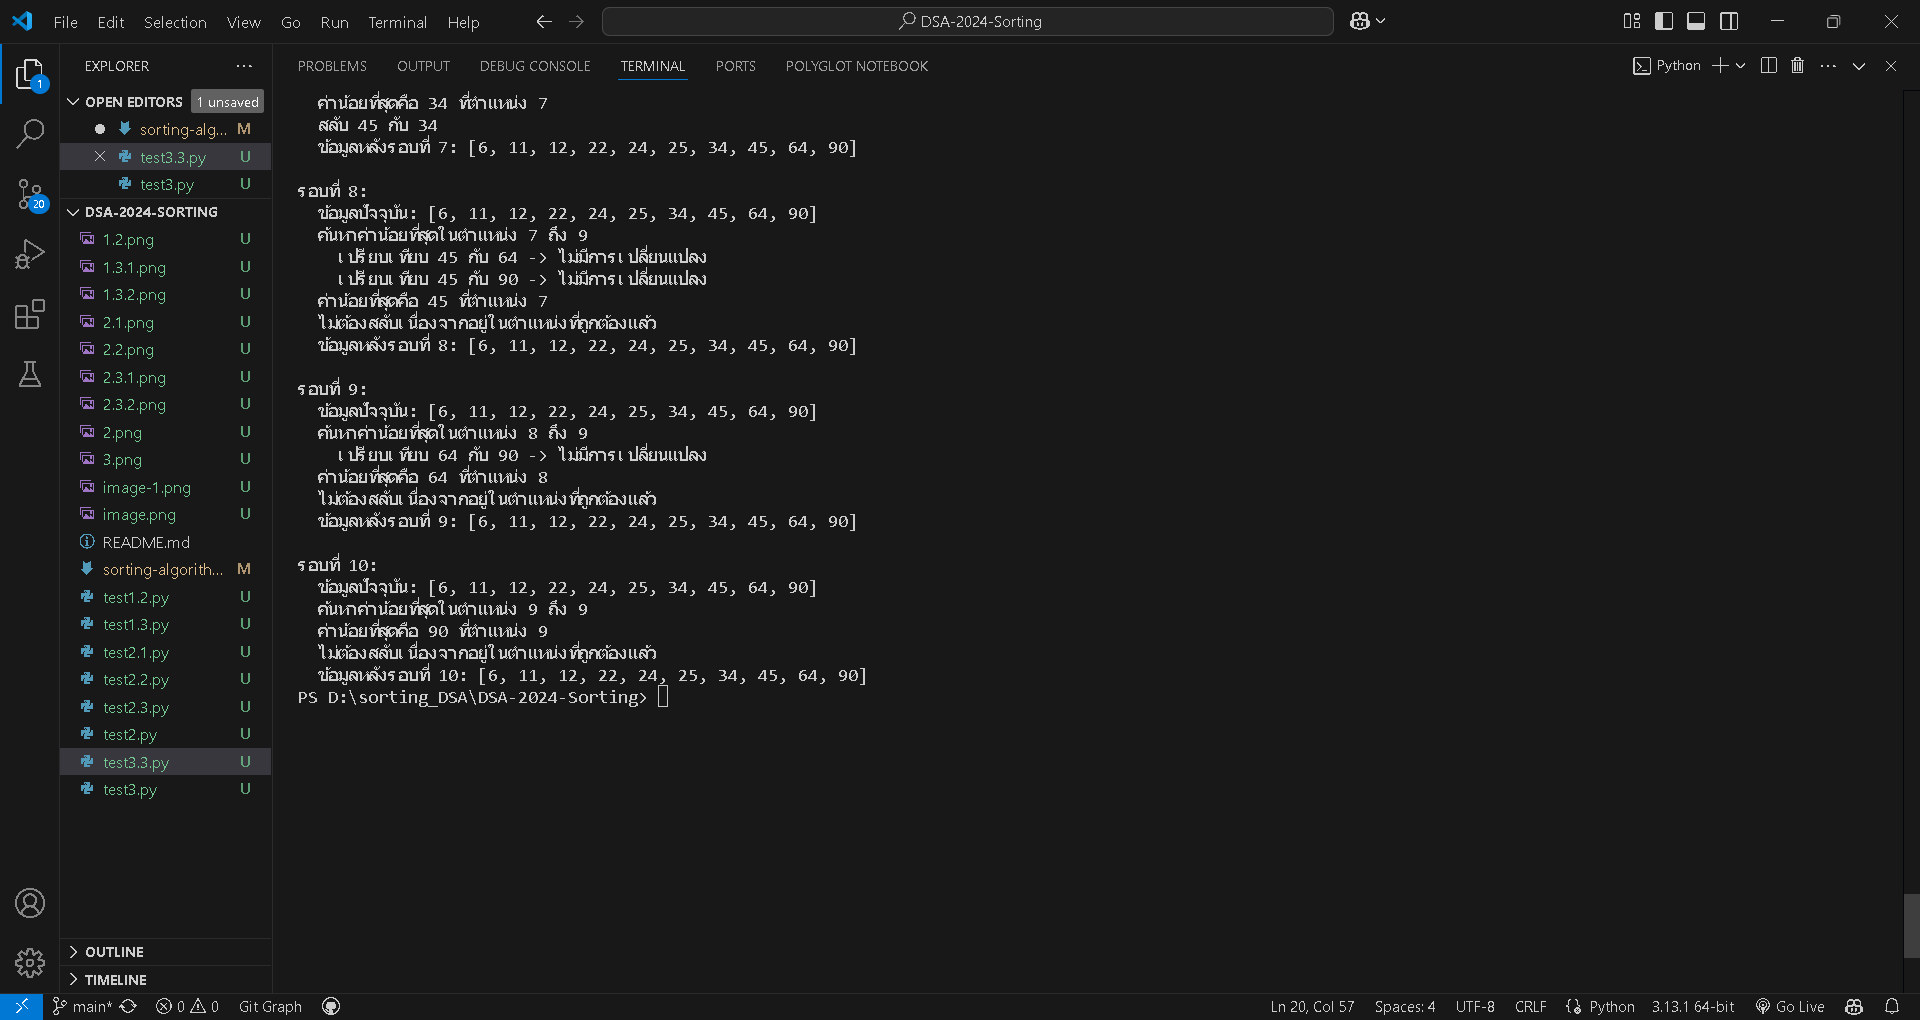 File Edit Selection View Go Run Terminal Help
DSA-2024-Sorting
EXPLORER
OPEN EDITORS 1 unsaved
sorting-alg... M
test3.3.py U
test3.py U
DSA-2024-SORTING
1.2.png U
1.3.1.png U
1.3.2.png U
2.1.png U
2.2.png U
2.3.1.png U
2.3.2.png U
2.png U
3.png U
image-1.png U
image.png U
README.md
sorting-algorith... M
test1.2.py U
test1.3.py U
test2.1.py U
test2.2.py U
test2.3.py U
test2.py U
test3.3.py U
test3.py U
OUTLINE
TIMELINE
1
20
PROBLEMS OUTPUT DEBUG CONSOLE TERMINAL PORTS POLYGLOT NOTEBOOK
Python
ค่าน้อยที่สุดคือ 34 ที่ตำแหน่ง 7
สลับ 45 กับ 34
ข้อมูลหลังรอบที่ 7: [6, 11, 12, 22, 24, 25, 34, 45, 64, 90]
รอบที่ 8:
ข้อมูลปัจจุบัน: [6, 11, 12, 22, 24, 25, 34, 45, 64, 90]
ค้นหาค่าน้อยที่สุดในตำแหน่ง 7 ถึง 9
เปรียบเทียบ 45 กับ 64 -> ไม่มีการเปลี่ยนแปลง
เปรียบเทียบ 45 กับ 90 -> ไม่มีการเปลี่ยนแปลง
ค่าน้อยที่สุดคือ 45 ที่ตำแหน่ง 7
ไม่ต้องสลับเนื่องจากอยู่ในตำแหน่งที่ถูกต้องแล้ว
ข้อมูลหลังรอบที่ 8: [6, 11, 12, 22, 24, 25, 34, 45, 64, 90]
รอบที่ 9:
ข้อมูลปัจจุบัน: [6, 11, 12, 22, 24, 25, 34, 45, 64, 90]
ค้นหาค่าน้อยที่สุดในตำแหน่ง 8 ถึง 9
เปรียบเทียบ 64 กับ 90 -> ไม่มีการเปลี่ยนแปลง
ค่าน้อยที่สุดคือ 64 ที่ตำแหน่ง 8
ไม่ต้องสลับเนื่องจากอยู่ในตำแหน่งที่ถูกต้องแล้ว
ข้อมูลหลังรอบที่ 9: [6, 11, 12, 22, 24, 25, 34, 45, 64, 90]
รอบที่ 10:
ข้อมูลปัจจุบัน: [6, 11, 12, 22, 24, 25, 34, 45, 64, 90]
ค้นหาค่าน้อยที่สุดในตำแหน่ง 9 ถึง 9
ค่าน้อยที่สุดคือ 90 ที่ตำแหน่ง 9
ไม่ต้องสลับเนื่องจากอยู่ในตำแหน่งที่ถูกต้องแล้ว
ข้อมูลหลังรอบที่ 10: [6, 11, 12, 22, 24, 25, 34, 45, 64, 90]
PS D:\sorting_DSA\DSA-2024-Sorting>
main* 0 0 Git Graph
Ln 20, Col 57 Spaces: 4 UTF-8 CRLF Python 3.13.1 64-bit Go Live